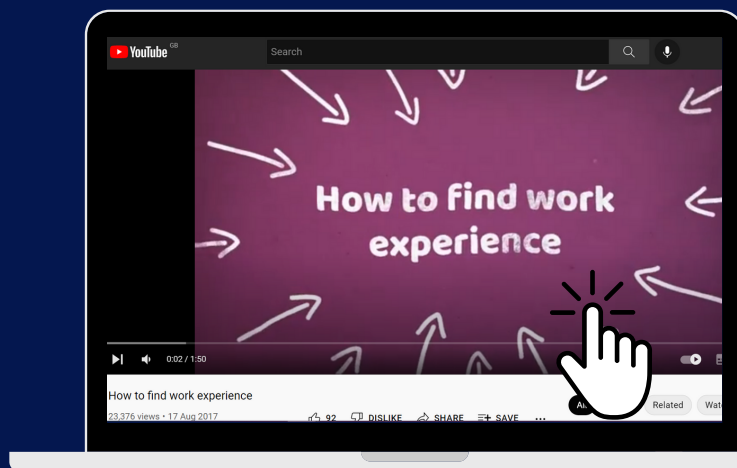 YouTube GB
Search
How to find work
experience
0:02 / 1:50
How to find work experience
23,376 views • 17 Aug 2017
92 DISLIKE SHARE SAVE ...
Related